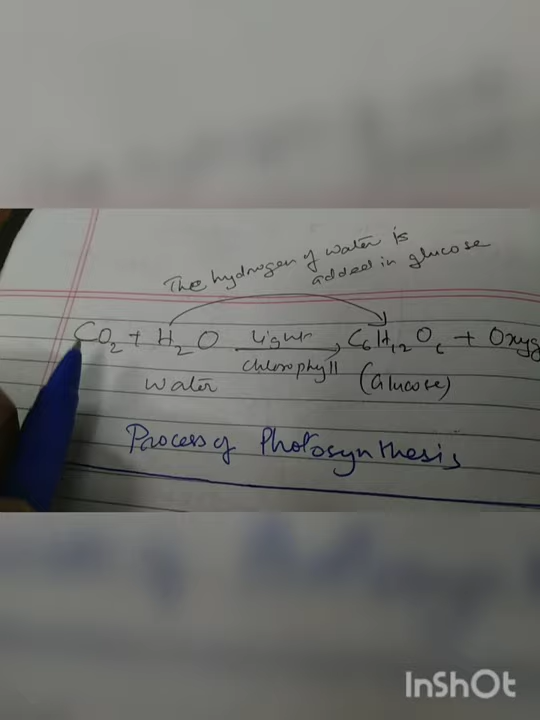 The hydrogen of water is
added in glucose
CO2 + H2O Light C6H12O6 + Oxyg
chlorophyll
water (Glucose)
Process of Photosynthesis
InShOt